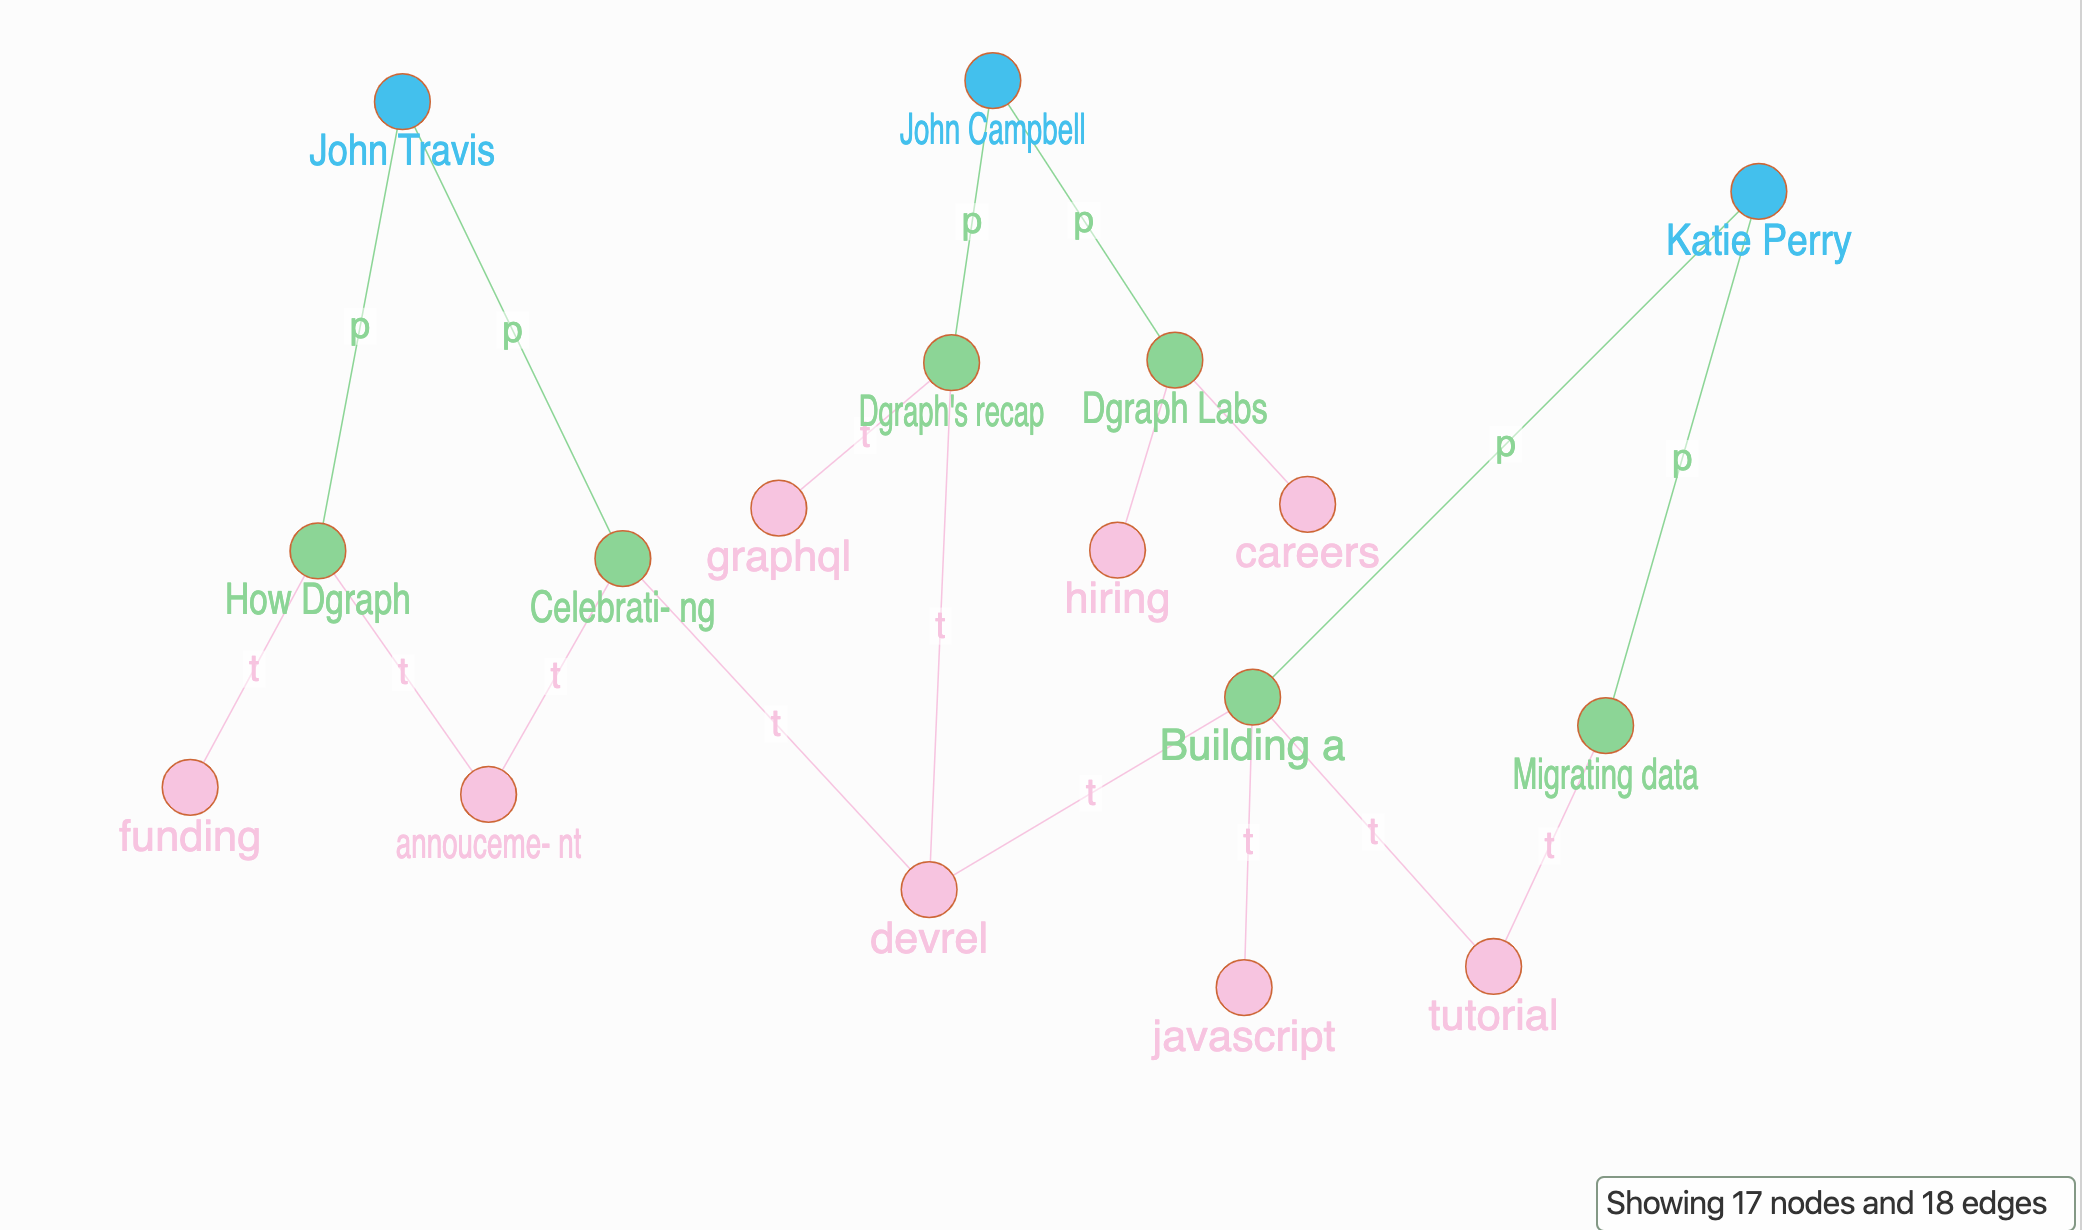 John Travis
John Campbell
Katie Perry
p
p
p
p
p
p
Dgraph's recap
Dgraph Labs
t
graphql
hiring
careers
How Dgraph
Celebrati- ng
t
t
t
t
t
funding
annouceme- nt
Building a
Migrating data
t
t
t
t
devrel
javascript
tutorial
Showing 17 nodes and 18 edges